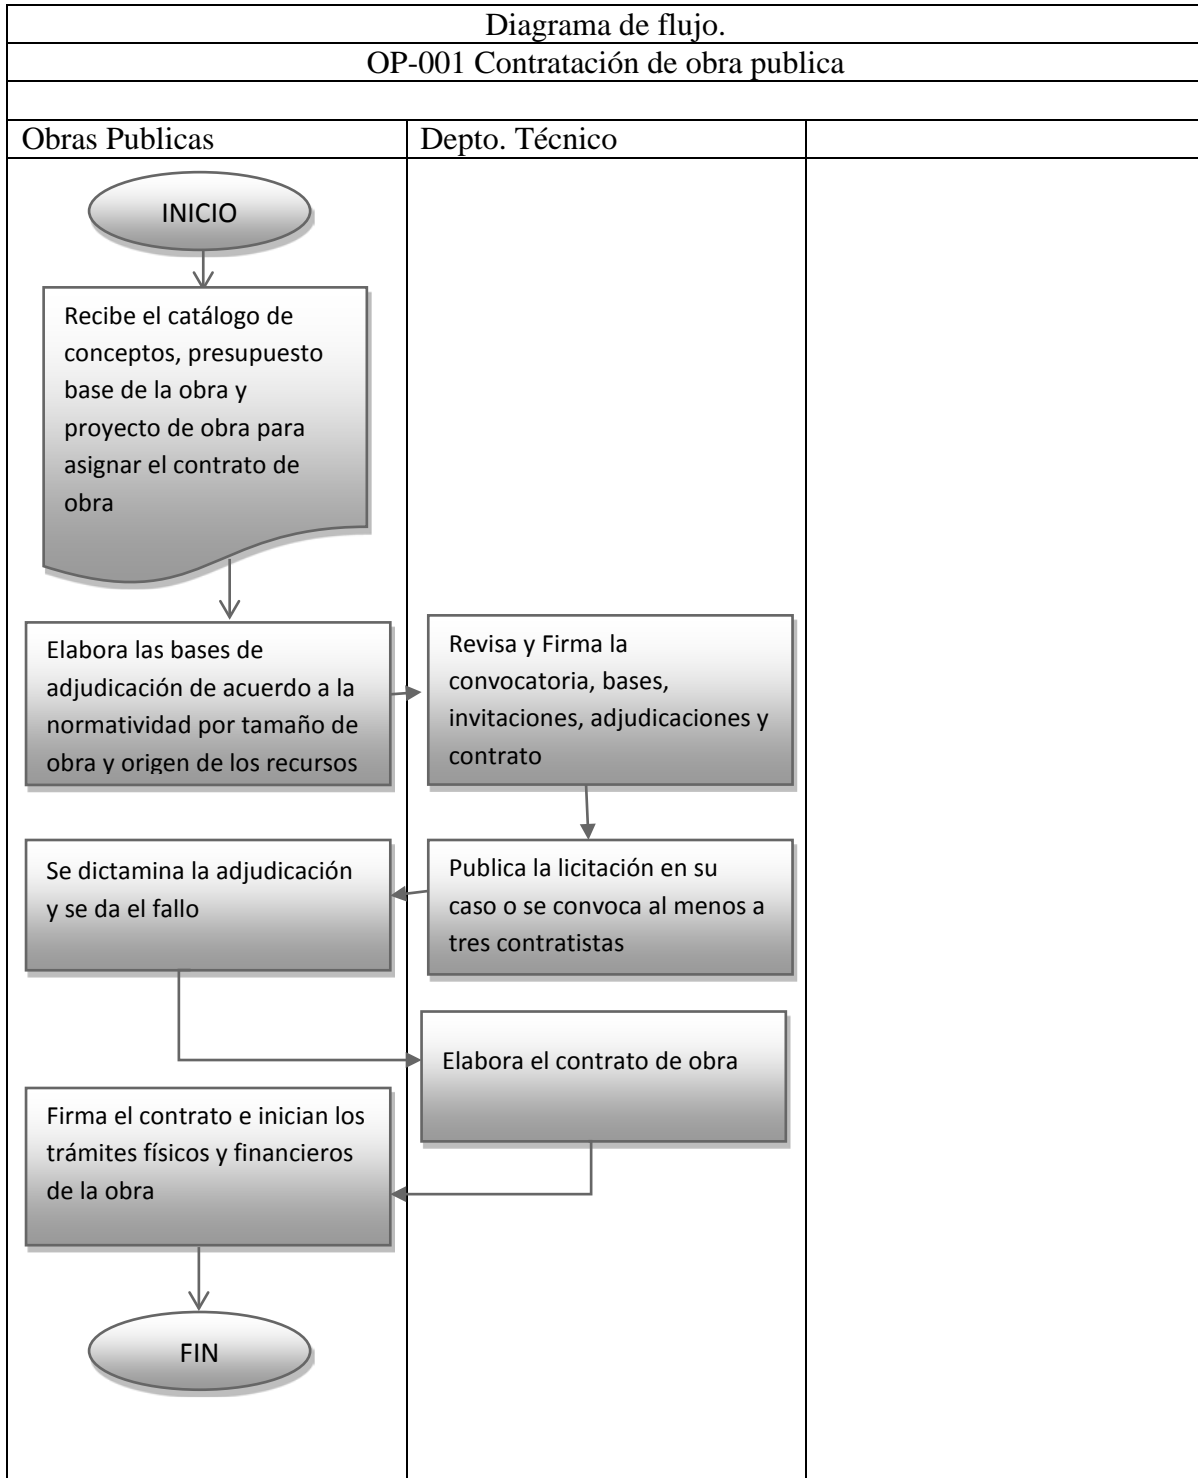 Diagrama de flujo.
OP-001 Contratación de obra publica
Obras Publicas
Depto. Técnico
INICIO
Recibe el catálogo de
conceptos, presupuesto
base de la obra y
proyecto de obra para
asignar el contrato de
obra
Elabora las bases de
adjudicación de acuerdo a la
normatividad por tamaño de
obra y origen de los recursos
Revisa y Firma la
convocatoria, bases,
invitaciones, adjudicaciones y
contrato
Publica la licitación en su
caso o se convoca al menos a
tres contratistas
Se dictamina la adjudicación
y se da el fallo
Elabora el contrato de obra
Firma el contrato e inician los
trámites físicos y financieros
de la obra
FIN